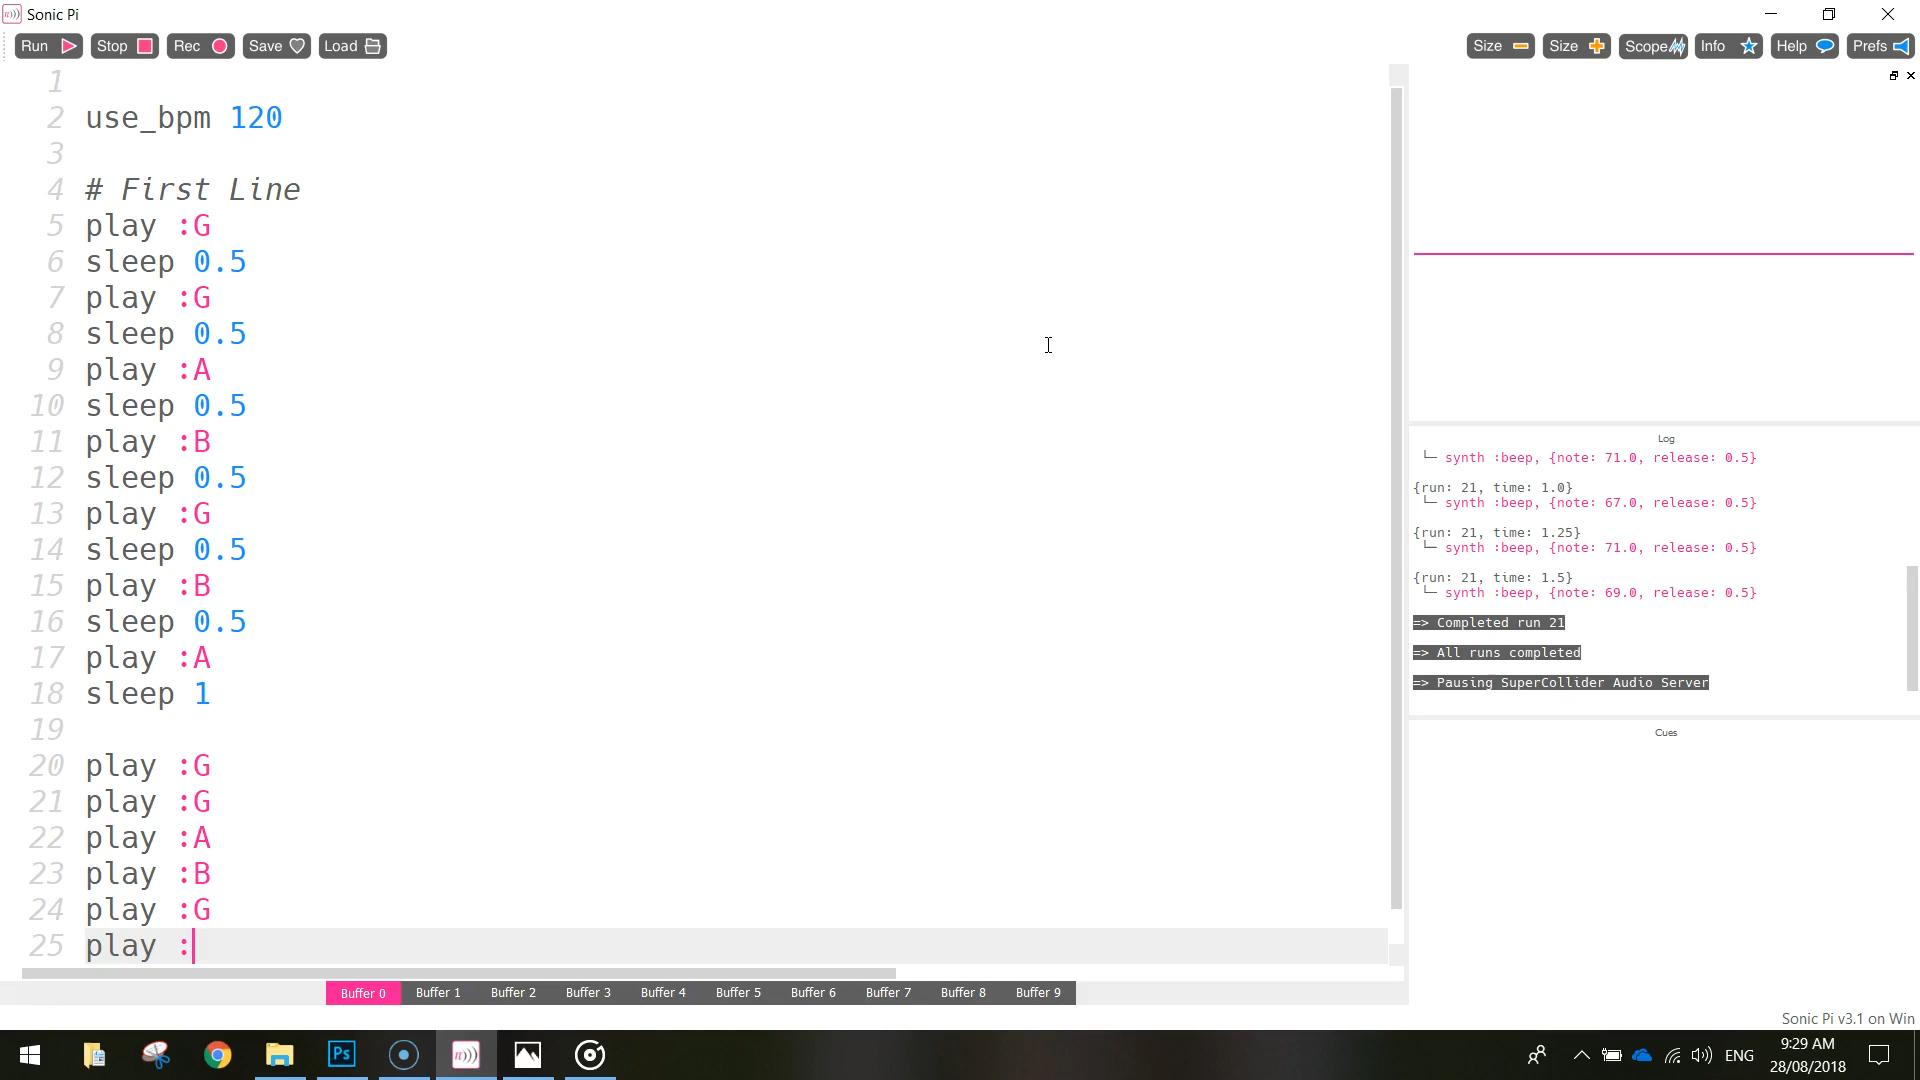 Sonic Pi
Run Stop Rec Save Load Size Size Scope Info Help Prefs
1
2 use_bpm 120
3
4 # First Line
5 play :G
6 sleep 0.5
7 play :G
8 sleep 0.5
9 play :A
10 sleep 0.5
11 play :B
12 sleep 0.5
13 play :G
14 sleep 0.5
15 play :B
16 sleep 0.5
17 play :A
18 sleep 1
19
20 play :G
21 play :G
22 play :A
23 play :B
24 play :G
25 play :
Log
└─ synth :beep, {note: 71.0, release: 0.5}
{run: 21, time: 1.0}
└─ synth :beep, {note: 67.0, release: 0.5}
{run: 21, time: 1.25}
└─ synth :beep, {note: 71.0, release: 0.5}
{run: 21, time: 1.5}
└─ synth :beep, {note: 69.0, release: 0.5}
=> Completed run 21
=> All runs completed
=> Pausing SuperCollider Audio Server
Cues
Buffer 0 Buffer 1 Buffer 2 Buffer 3 Buffer 4 Buffer 5 Buffer 6 Buffer 7 Buffer 8 Buffer 9
Sonic Pi v3.1 on Win
Ps
ENG
9:29 AM
28/08/2018